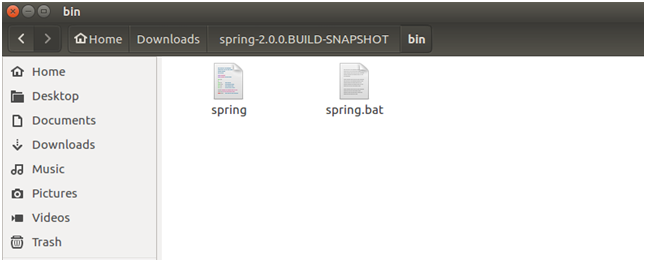 bin
Home Downloads spring-2.0.0.BUILD-SNAPSHOT bin
Home
Desktop
Documents
Downloads
Music
Pictures
Videos
Trash
spring spring.bat